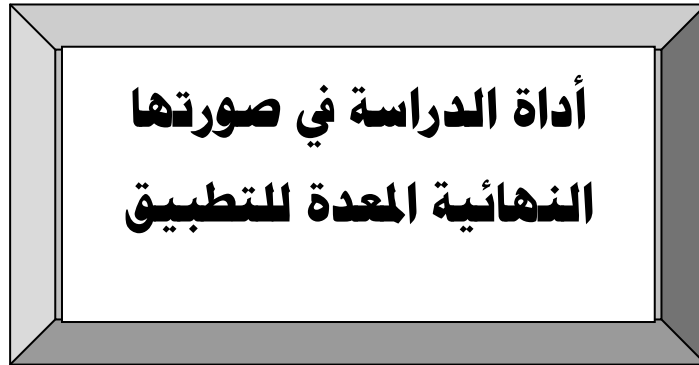 أداة الدراسة في صورتها
النهائية المعدة للتطبيق